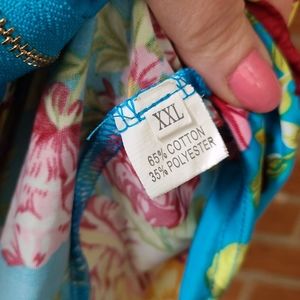 XXL
65% COTTON
35% POLYESTER